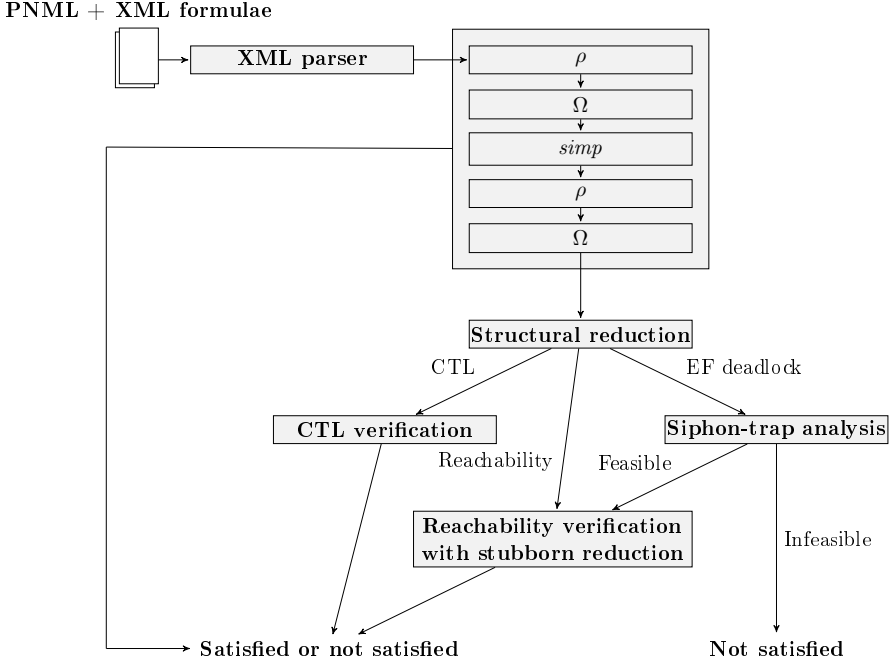 PNML + XML formulae
XML parser
ρ
Ω
simp
ρ
Ω
Structural reduction
CTL
EF deadlock
CTL verification
Siphon-trap analysis
Reachability
Feasible
Reachability verification
with stubborn reduction
Infeasible
Satisfied or not satisfied
Not satisfied